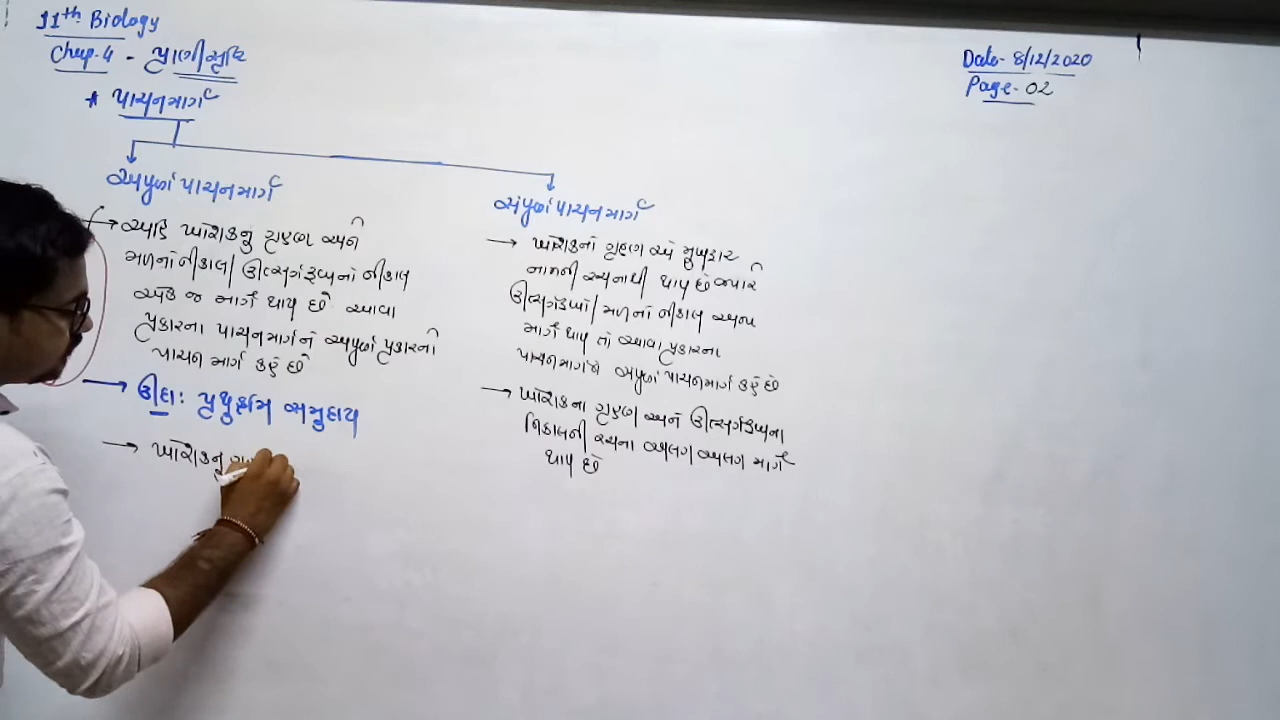 11th Biology
Chap-4 - પ્રાણીસૃષ્ટિ
* પાચનમાર્ગ
Date- 8/12/2020
Page- 02
અપૂર્ણ પાચનમાર્ગ
→ આહિ ખોરાકનું ગ્રહણ અને
મળનો નીકાલ/ ઉત્સર્ગદ્રવ્યનો નીકાલ
એક જ માર્ગે થાય છે. આવા
પ્રકારના પાચનમાર્ગને અપૂર્ણ પ્રકારનો
પાચન માર્ગ કહે છે
→ ઉદા: પૃથુકૃમિ સમુદાય
→ ખોરાકનુ
સંપૂર્ણ પાચનમાર્ગ
→ ખોરાકનો ગ્રહણ એ મુખદ્વાર
નામની રચનાથી થાય છે જ્યારે
ઉત્સર્ગદ્રવ્યો/ મળનો નીકાલ અન્ય
માર્ગે થાય તો આવા પ્રકારના
પાચનમાર્ગને સંપૂર્ણ પાચનમાર્ગ કહે છે
→ ખોરાકના ગ્રહણ અને ઉત્સર્ગદ્રવ્યના
નિકાલની રચના અલગ અલગ માર્ગે
થાય છે